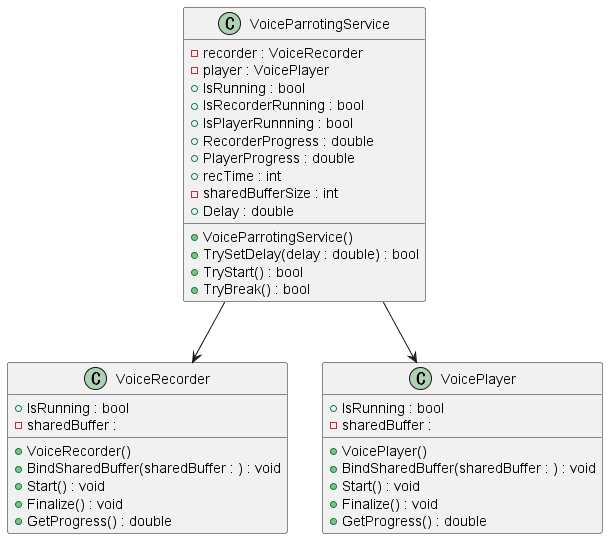 C VoiceParrotingService
recorder : VoiceRecorder
player : VoicePlayer
IsRunning : bool
IsRecorderRunning : bool
IsPlayerRunnning : bool
RecorderProgress : double
PlayerProgress : double
recTime : int
sharedBufferSize : int
Delay : double
VoiceParrotingService()
TrySetDelay(delay : double) : bool
TryStart() : bool
TryBreak() : bool
C VoiceRecorder
IsRunning : bool
sharedBuffer :
VoiceRecorder()
BindSharedBuffer(sharedBuffer : ) : void
Start() : void
Finalize() : void
GetProgress() : double
C VoicePlayer
IsRunning : bool
sharedBuffer :
VoicePlayer()
BindSharedBuffer(sharedBuffer : ) : void
Start() : void
Finalize() : void
GetProgress() : double